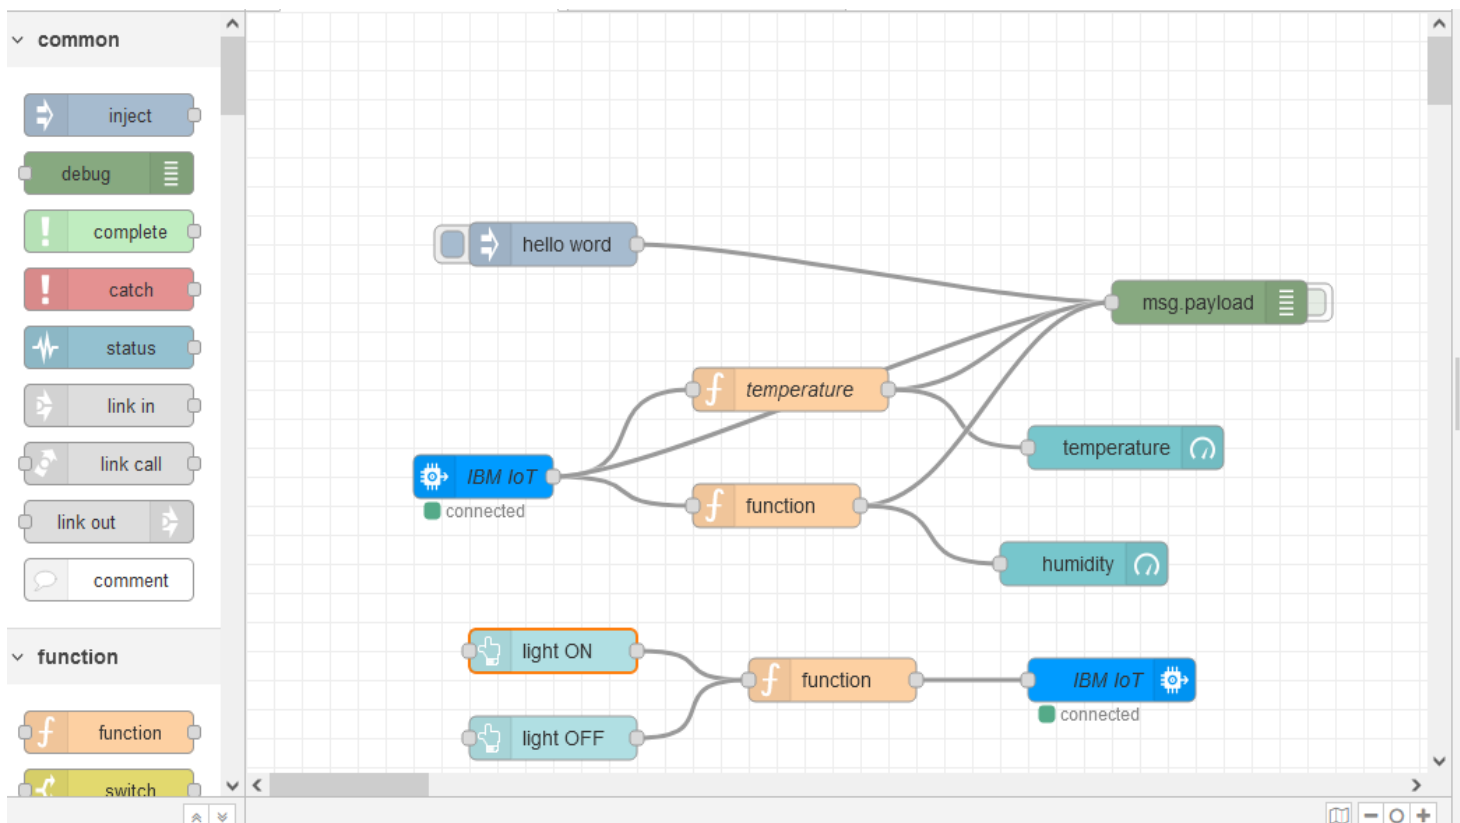 common
inject
debug
complete
catch
status
link in
link call
link out
comment
function
function
switch
hello word
msg.payload
temperature
temperature
IBM IoT
connected
function
humidity
light ON
function
IBM IoT
connected
light OFF